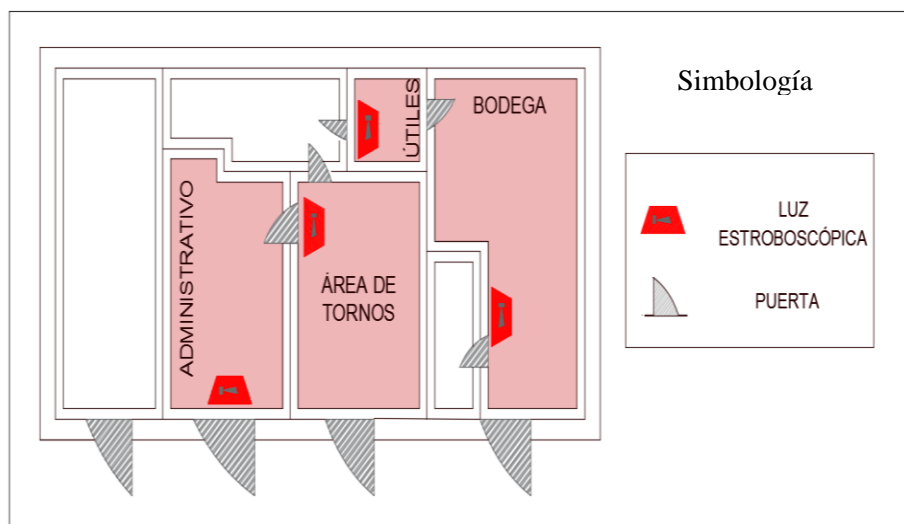 Simbología
ÚTILES
BODEGA
ADMINISTRATIVO
ÁREA DE
TORNOS
LUZ
ESTROBOSCÓPICA
PUERTA